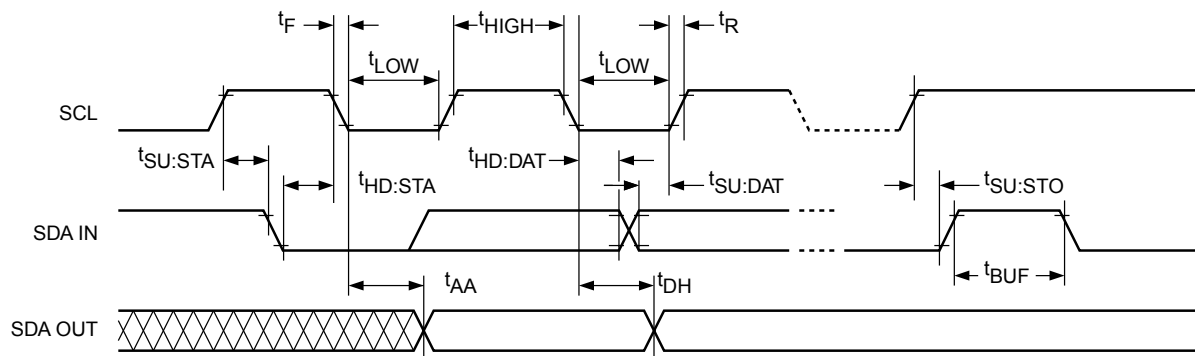 tF tHIGH tR
tLOW tLOW
SCL
tSU:STA tHD:STA tHD:DAT tSU:DAT tSU:STO
SDA IN
tAA tDH tBUF
SDA OUT